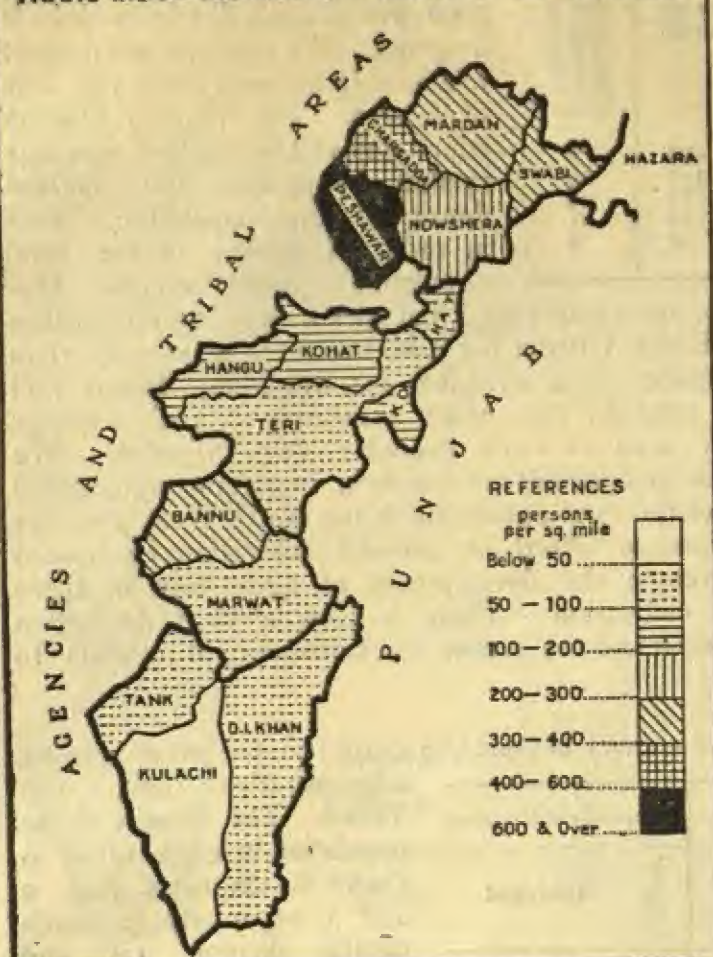 AGENCIES AND TRIBAL AREAS
MARDAN
CHARSADDA
SWABI
HAZARA
PESHAWAR
NOWSHERA
KOHAT
HANGU
TERI
BANNU
MARWAT
TANK
D.I.KHAN
KULACHI
PUNJAB
REFERENCES
persons
per sq. mile
Below 50
50 – 100
100 – 200
200 – 300
300 – 400
400 – 600
600 & Over